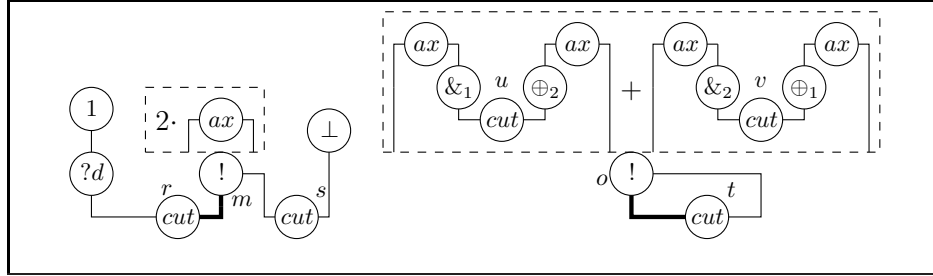 ax ax ax ax
&₁ u ⊕₂ + &₂ v ⊕₁
cut cut
1 2· ax ⊥
?d r ! m s o ! t
cut cut cut